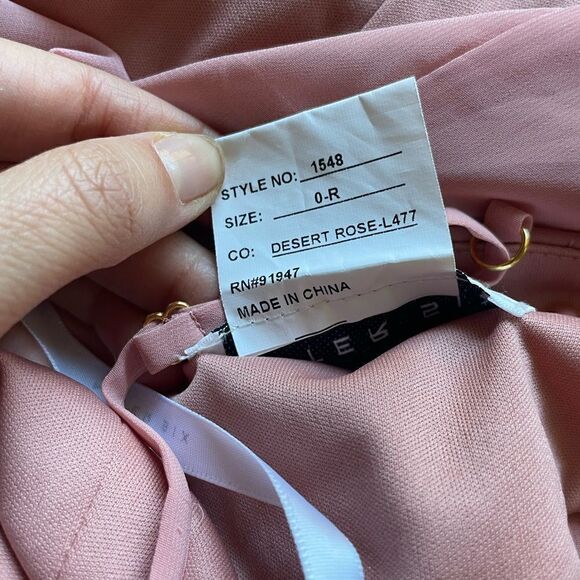 STYLE NO: 1548
SIZE: 0-R
CO: DESERT ROSE-L477
RN#91947
MADE IN CHINA